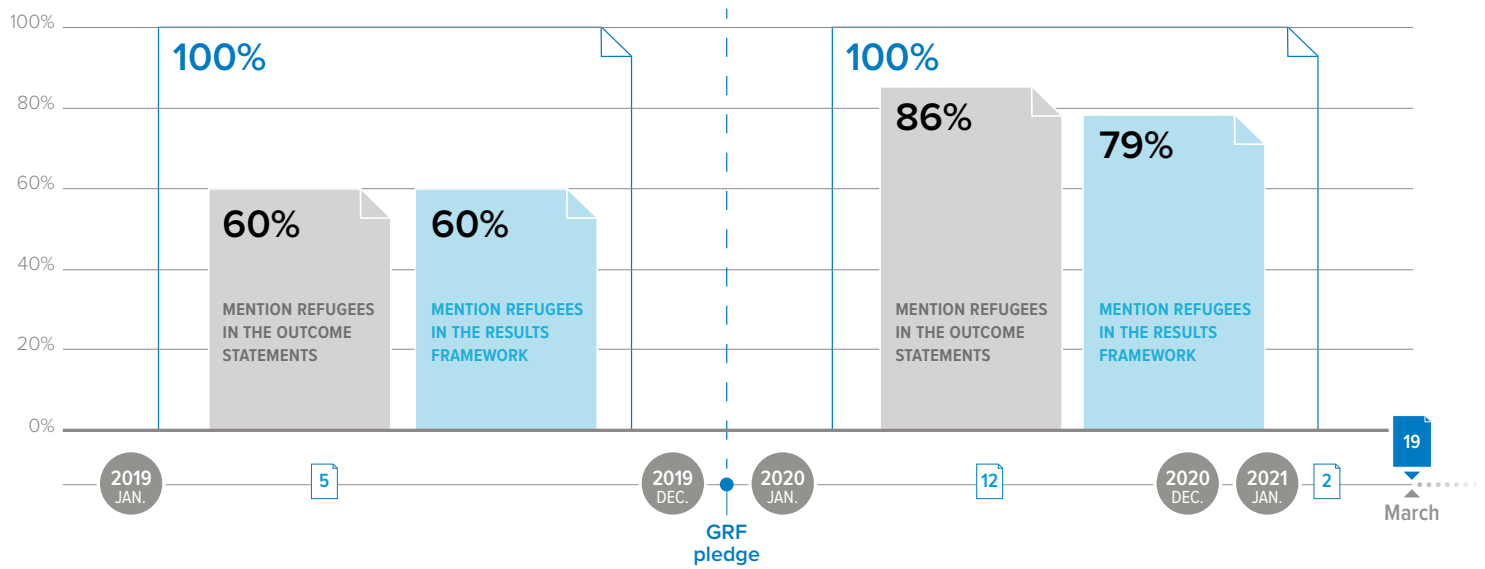 100%
80%
60%
40%
20%
0%
100%
60%
MENTION REFUGEES
IN THE OUTCOME
STATEMENTS
60%
MENTION REFUGEES
IN THE RESULTS
FRAMEWORK
100%
86%
MENTION REFUGEES
IN THE OUTCOME
STATEMENTS
79%
MENTION REFUGEES
IN THE RESULTS
FRAMEWORK
2019
JAN.
5
2019
DEC.
GRF
pledge
2020
JAN.
12
2020
DEC.
2021
JAN.
2
19
March